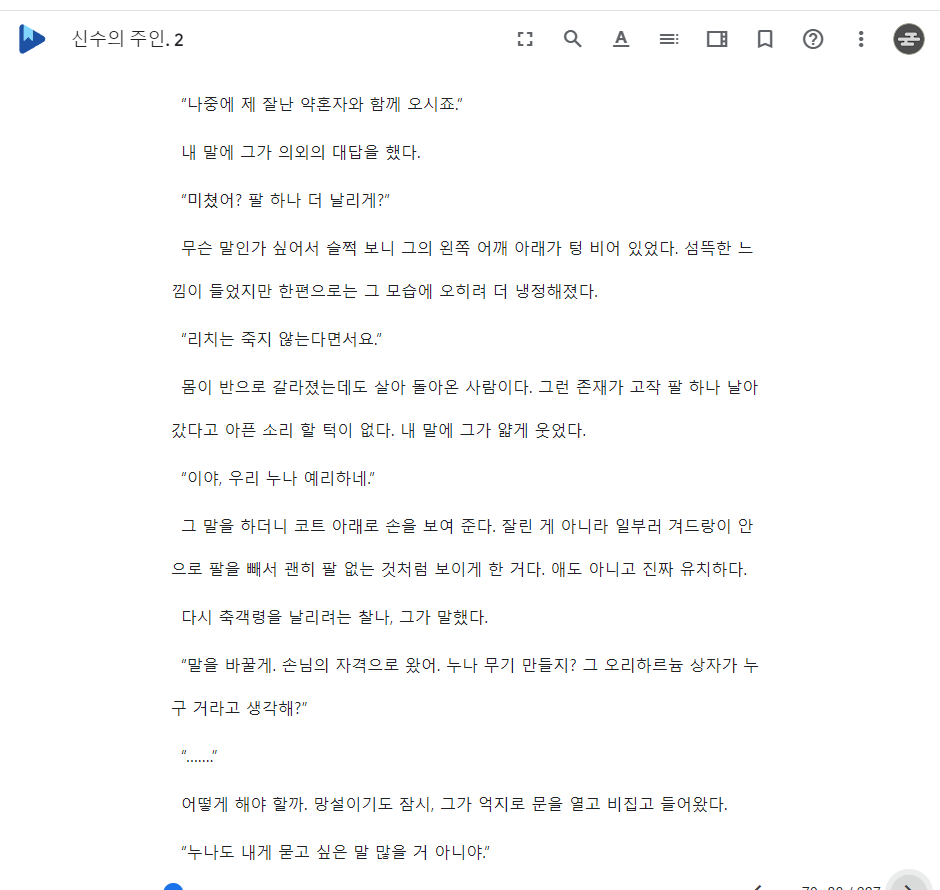 신수의 주인. 2
“나중에 제 잘난 약혼자와 함께 오시죠.”
내 말에 그가 의외의 대답을 했다.
“미쳤어? 팔 하나 더 날리게?”
무슨 말인가 싶어서 슬쩍 보니 그의 왼쪽 어깨 아래가 텅 비어 있었다. 섬뜩한 느
낌이 들었지만 한편으로는 그 모습에 오히려 더 냉정해졌다.
“리치는 죽지 않는다면서요.”
몸이 반으로 갈라졌는데도 살아 돌아온 사람이다. 그런 존재가 고작 팔 하나 날아
갔다고 아픈 소리 할 턱이 없다. 내 말에 그가 얇게 웃었다.
“이야, 우리 누나 예리하네.”
그 말을 하더니 코트 아래로 손을 보여 준다. 잘린 게 아니라 일부러 겨드랑이 안
으로 팔을 빼서 괜히 팔 없는 것처럼 보이게 한 거다. 애도 아니고 진짜 유치하다.
다시 축객령을 날리려는 찰나, 그가 말했다.
“말을 바꿀게. 손님의 자격으로 왔어. 누나 무기 만들지? 그 오리하르늄 상자가 누
구 거라고 생각해?”
“…….”
어떻게 해야 할까. 망설이기도 잠시, 그가 억지로 문을 열고 비집고 들어왔다.
“누나도 내게 묻고 싶은 말 많을 거 아니야.”